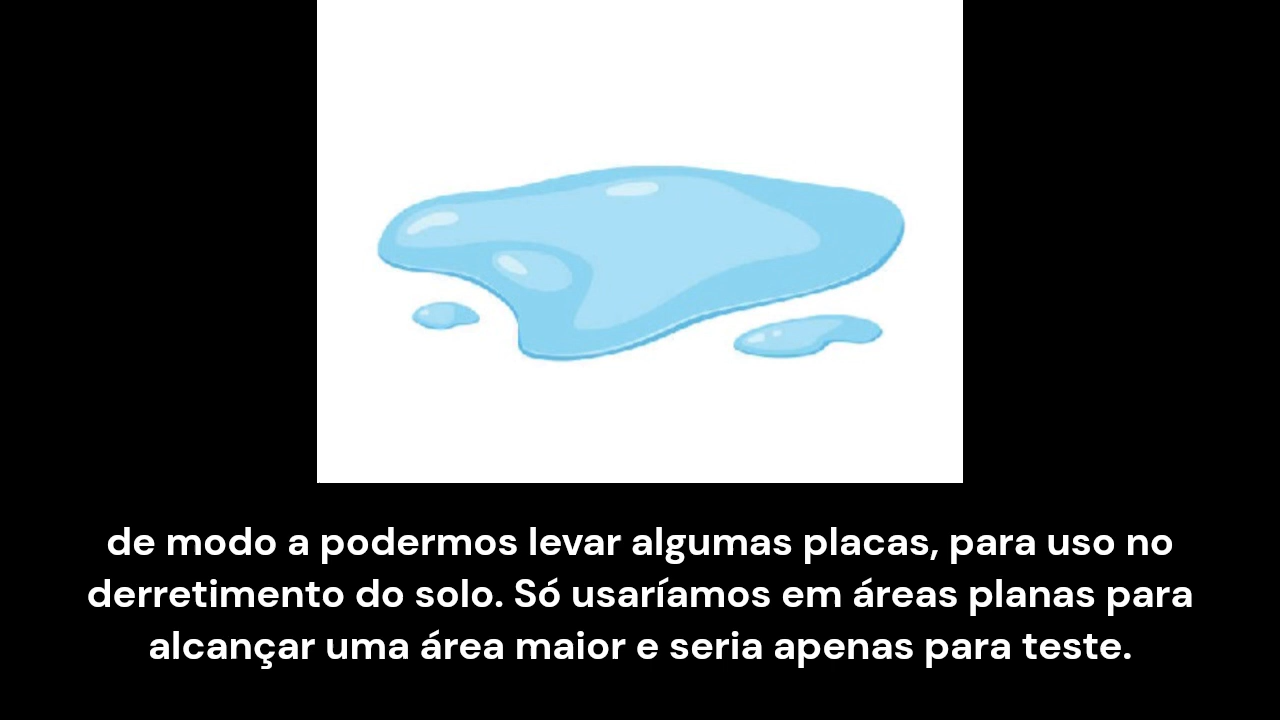 de modo a podermos levar algumas placas, para uso no
derretimento do solo. Só usaríamos em áreas planas para
alcançar uma área maior e seria apenas para teste.